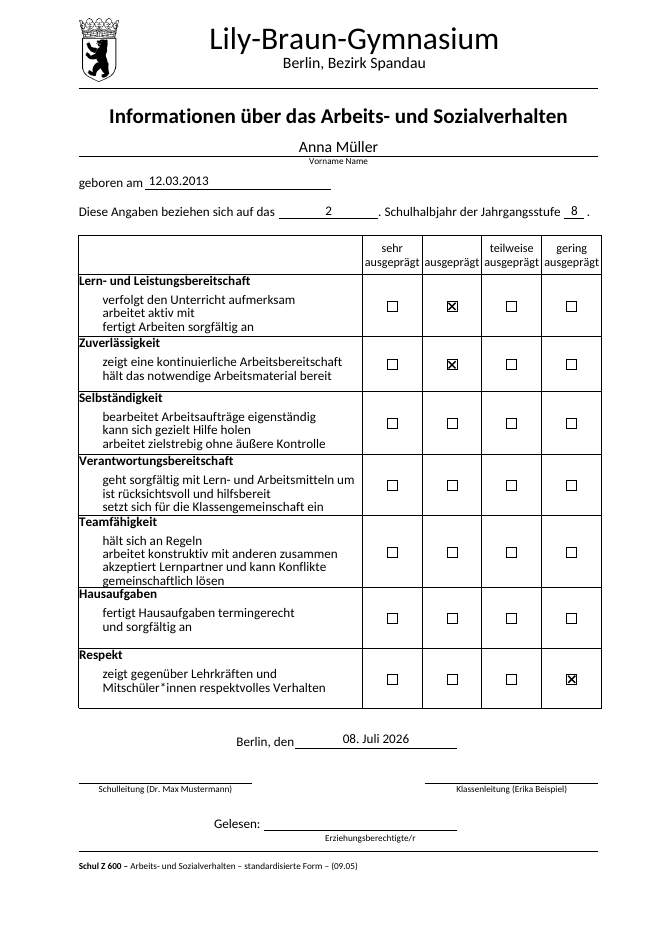 Lily-Braun-Gymnasium
Berlin, Bezirk Spandau
Informationen über das Arbeits- und Sozialverhalten
Anna Müller
Vorname Name
geboren am 12.03.2013
Diese Angaben beziehen sich auf das 2 . Schulhalbjahr der Jahrgangsstufe 8 .
sehr ausgeprägt
ausgeprägt
teilweise ausgeprägt
gering ausgeprägt
Lern- und Leistungsbereitschaft
verfolgt den Unterricht aufmerksam
arbeitet aktiv mit
fertigt Arbeiten sorgfältig an
☐ ☒ ☐ ☐
Zuverlässigkeit
zeigt eine kontinuierliche Arbeitsbereitschaft
hält das notwendige Arbeitsmaterial bereit
☐ ☒ ☐ ☐
Selbständigkeit
bearbeitet Arbeitsaufträge eigenständig
kann sich gezielt Hilfe holen
arbeitet zielstrebig ohne äußere Kontrolle
☐ ☐ ☐ ☐
Verantwortungsbereitschaft
geht sorgfältig mit Lern- und Arbeitsmitteln um
ist rücksichtsvoll und hilfsbereit
setzt sich für die Klassengemeinschaft ein
☐ ☐ ☐ ☐
Teamfähigkeit
hält sich an Regeln
arbeitet konstruktiv mit anderen zusammen
akzeptiert Lernpartner und kann Konflikte
gemeinschaftlich lösen
☐ ☐ ☐ ☐
Hausaufgaben
fertigt Hausaufgaben termingerecht
und sorgfältig an
☐ ☐ ☐ ☐
Respekt
zeigt gegenüber Lehrkräften und
Mitschüler*innen respektvolles Verhalten
☐ ☐ ☐ ☒
Berlin, den 08. Juli 2026
Schulleitung (Dr. Max Mustermann)
Klassenleitung (Erika Beispiel)
Gelesen:
Erziehungsberechtigte/r
Schul Z 600 – Arbeits- und Sozialverhalten – standardisierte Form – (09.05)